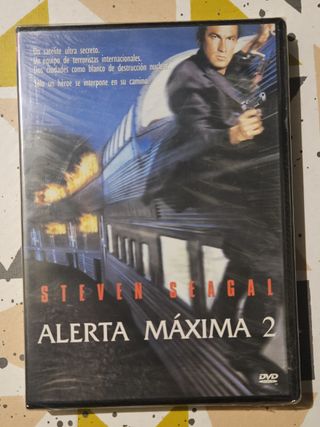 Un satélite ultra secreto.
Un equipo de terroristas internacionales.
Dos ciudades como blanco de destrucción nuclear.
Sólo un héroe se interpone en su camino.
STEVEN SEAGAL
ALERTA MÁXIMA 2
DVD